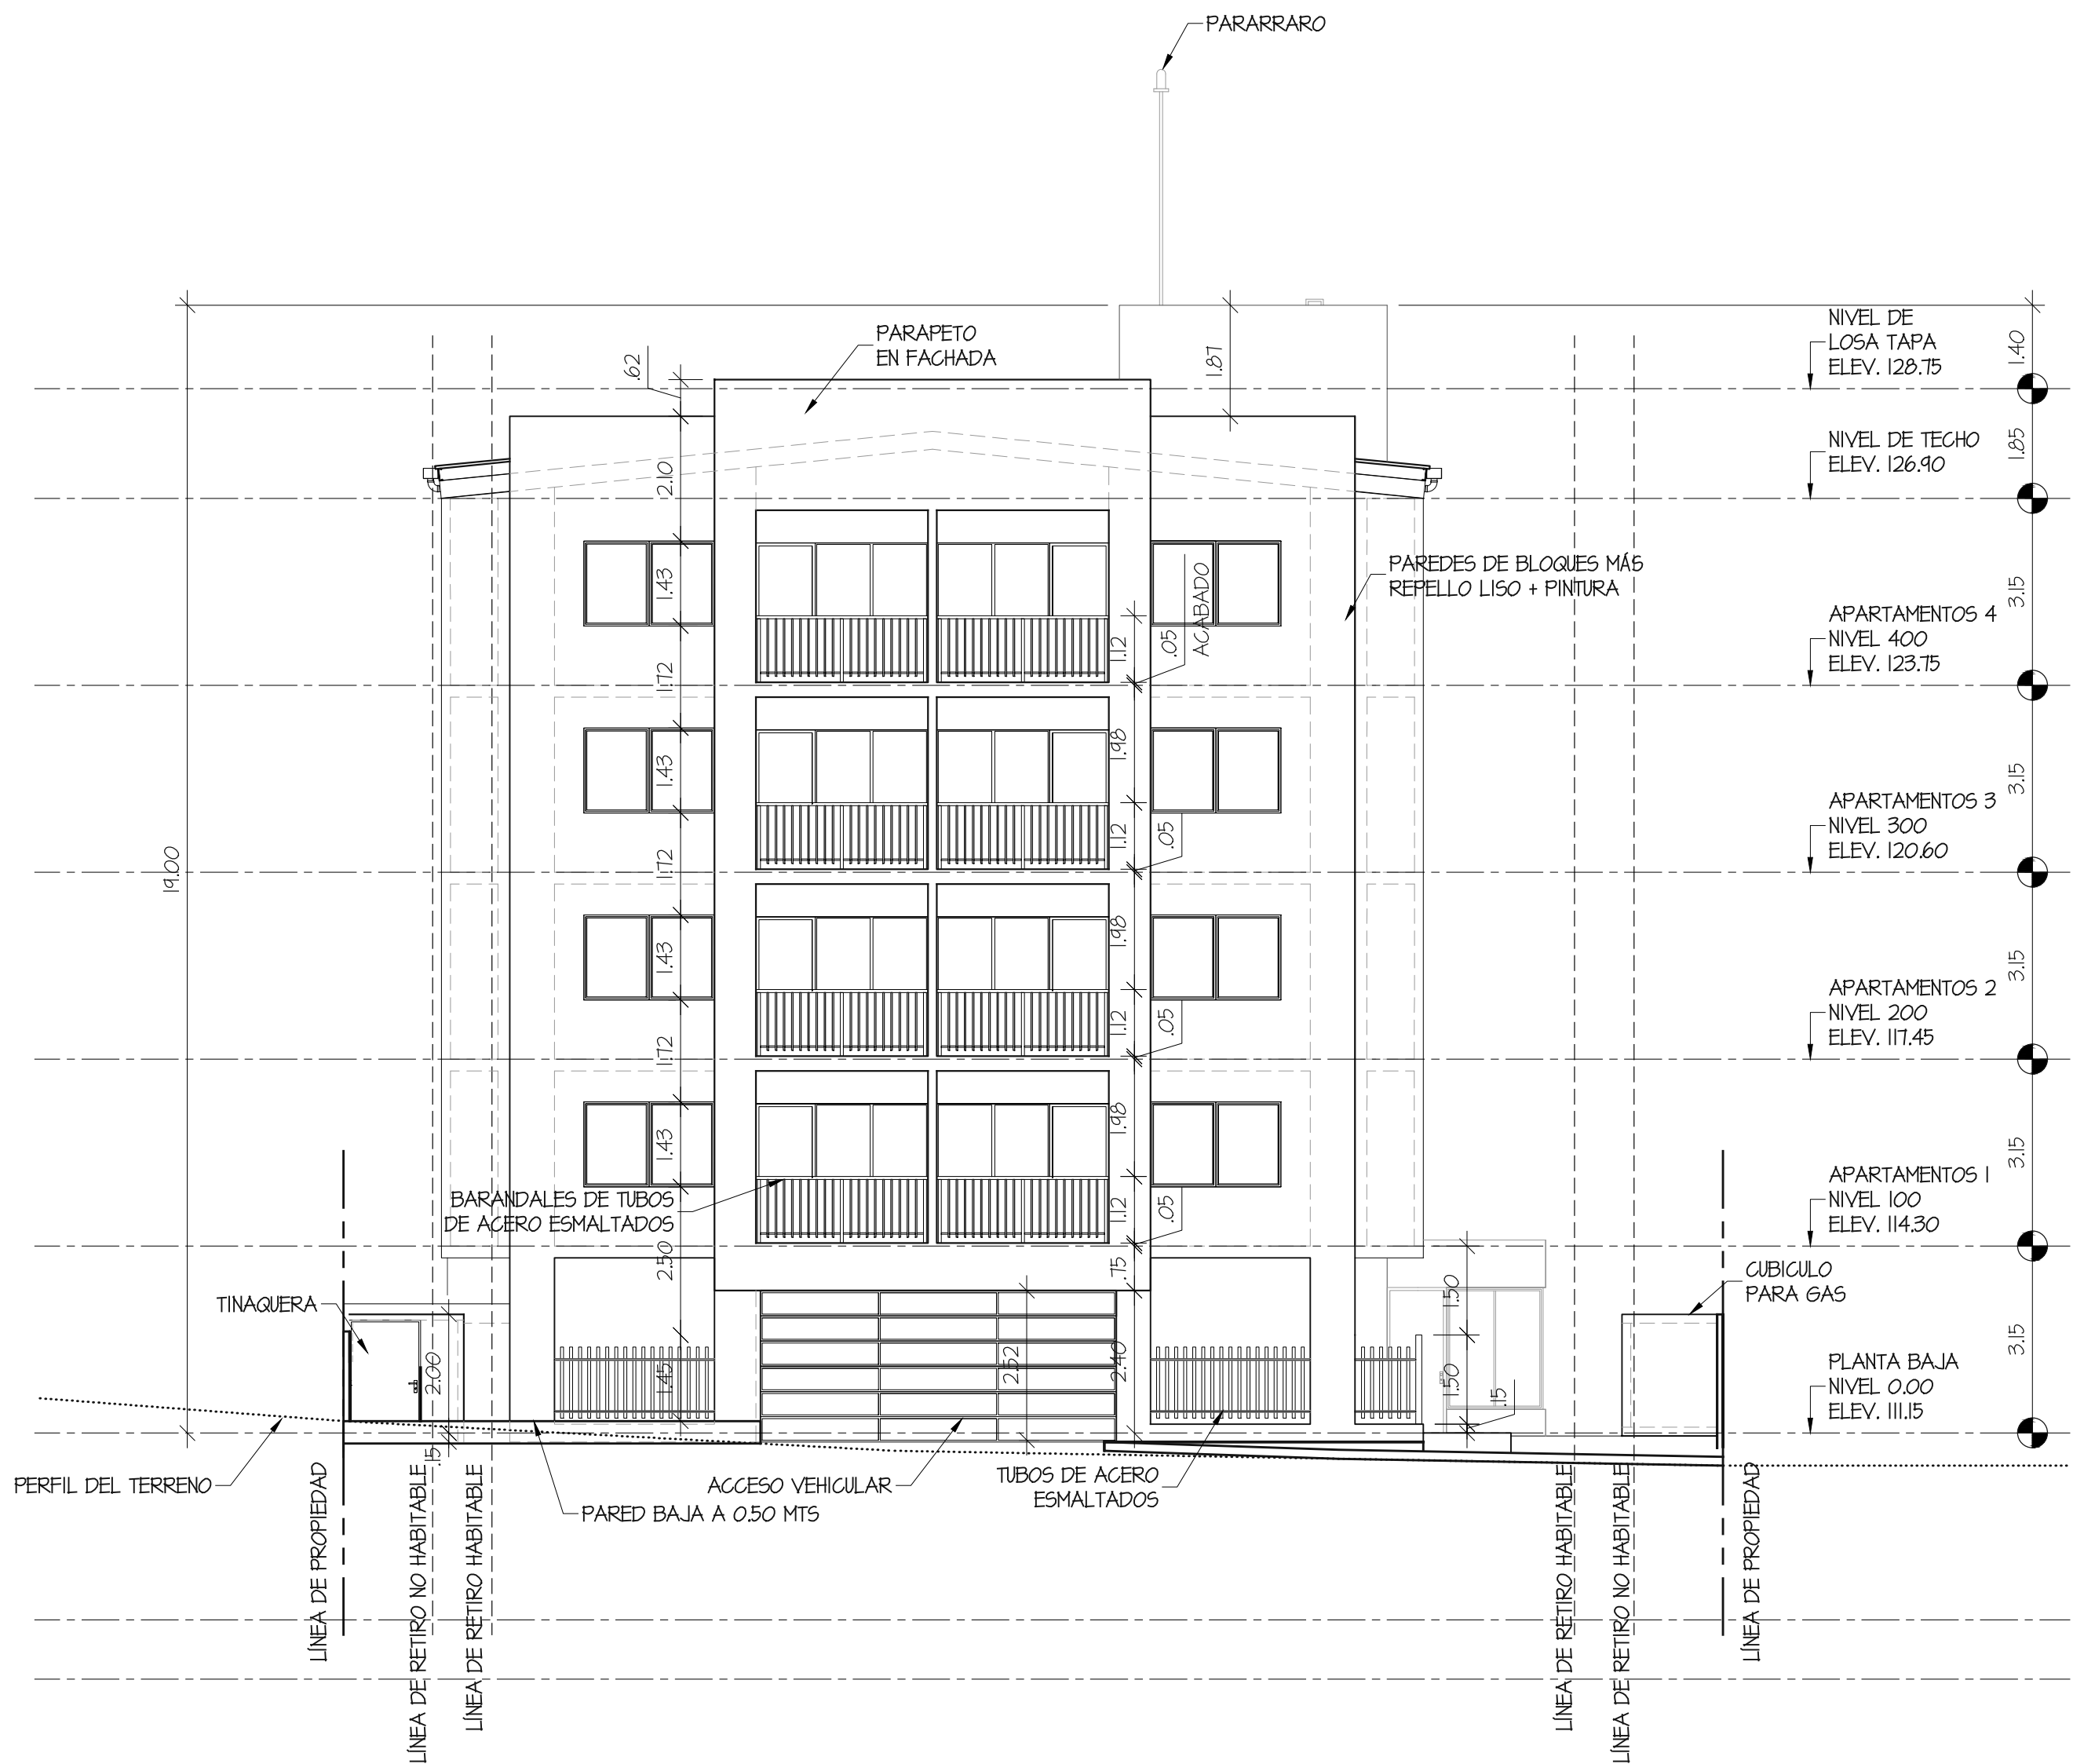 PARARRARO
PARAPETO
EN FACHADA
.62
1.87
NIVEL DE
LOSA TAPA
ELEV. 128.75
1.40
NIVEL DE TECHO
ELEV. 126.90
1.85
2.10
PAREDES DE BLOQUES MÁS
REPELLO LISO + PINTURA
1.43
1.12
.05
ACABADO
3.15
APARTAMENTOS 4
NIVEL 400
ELEV. 123.75
1.72
1.98
1.43
3.15
APARTAMENTOS 3
NIVEL 300
ELEV. 120.60
1.12
.05
19.00
1.72
1.98
1.43
3.15
APARTAMENTOS 2
NIVEL 200
ELEV. 117.45
1.12
.05
1.72
1.98
1.43
3.15
APARTAMENTOS 1
NIVEL 100
ELEV. 114.30
BARANDALES DE TUBOS
DE ACERO ESMALTADOS
1.12
.05
2.50
.75
1.50
CUBICULO
PARA GAS
TINAQUERA
3.15
2.00
1.45
2.52
2.40
1.50
.15
PLANTA BAJA
NIVEL 0.00
ELEV. 111.15
.15
PERFIL DEL TERRENO
ACCESO VEHICULAR
TUBOS DE ACERO
ESMALTADOS
PARED BAJA A 0.50 MTS
LÍNEA DE PROPIEDAD
LÍNEA DE RETIRO NO HABITABLE
LÍNEA DE RETIRO HABITABLE
LÍNEA DE RETIRO HABITABLE
LÍNEA DE RETIRO NO HABITABLE
LÍNEA DE PROPIEDAD